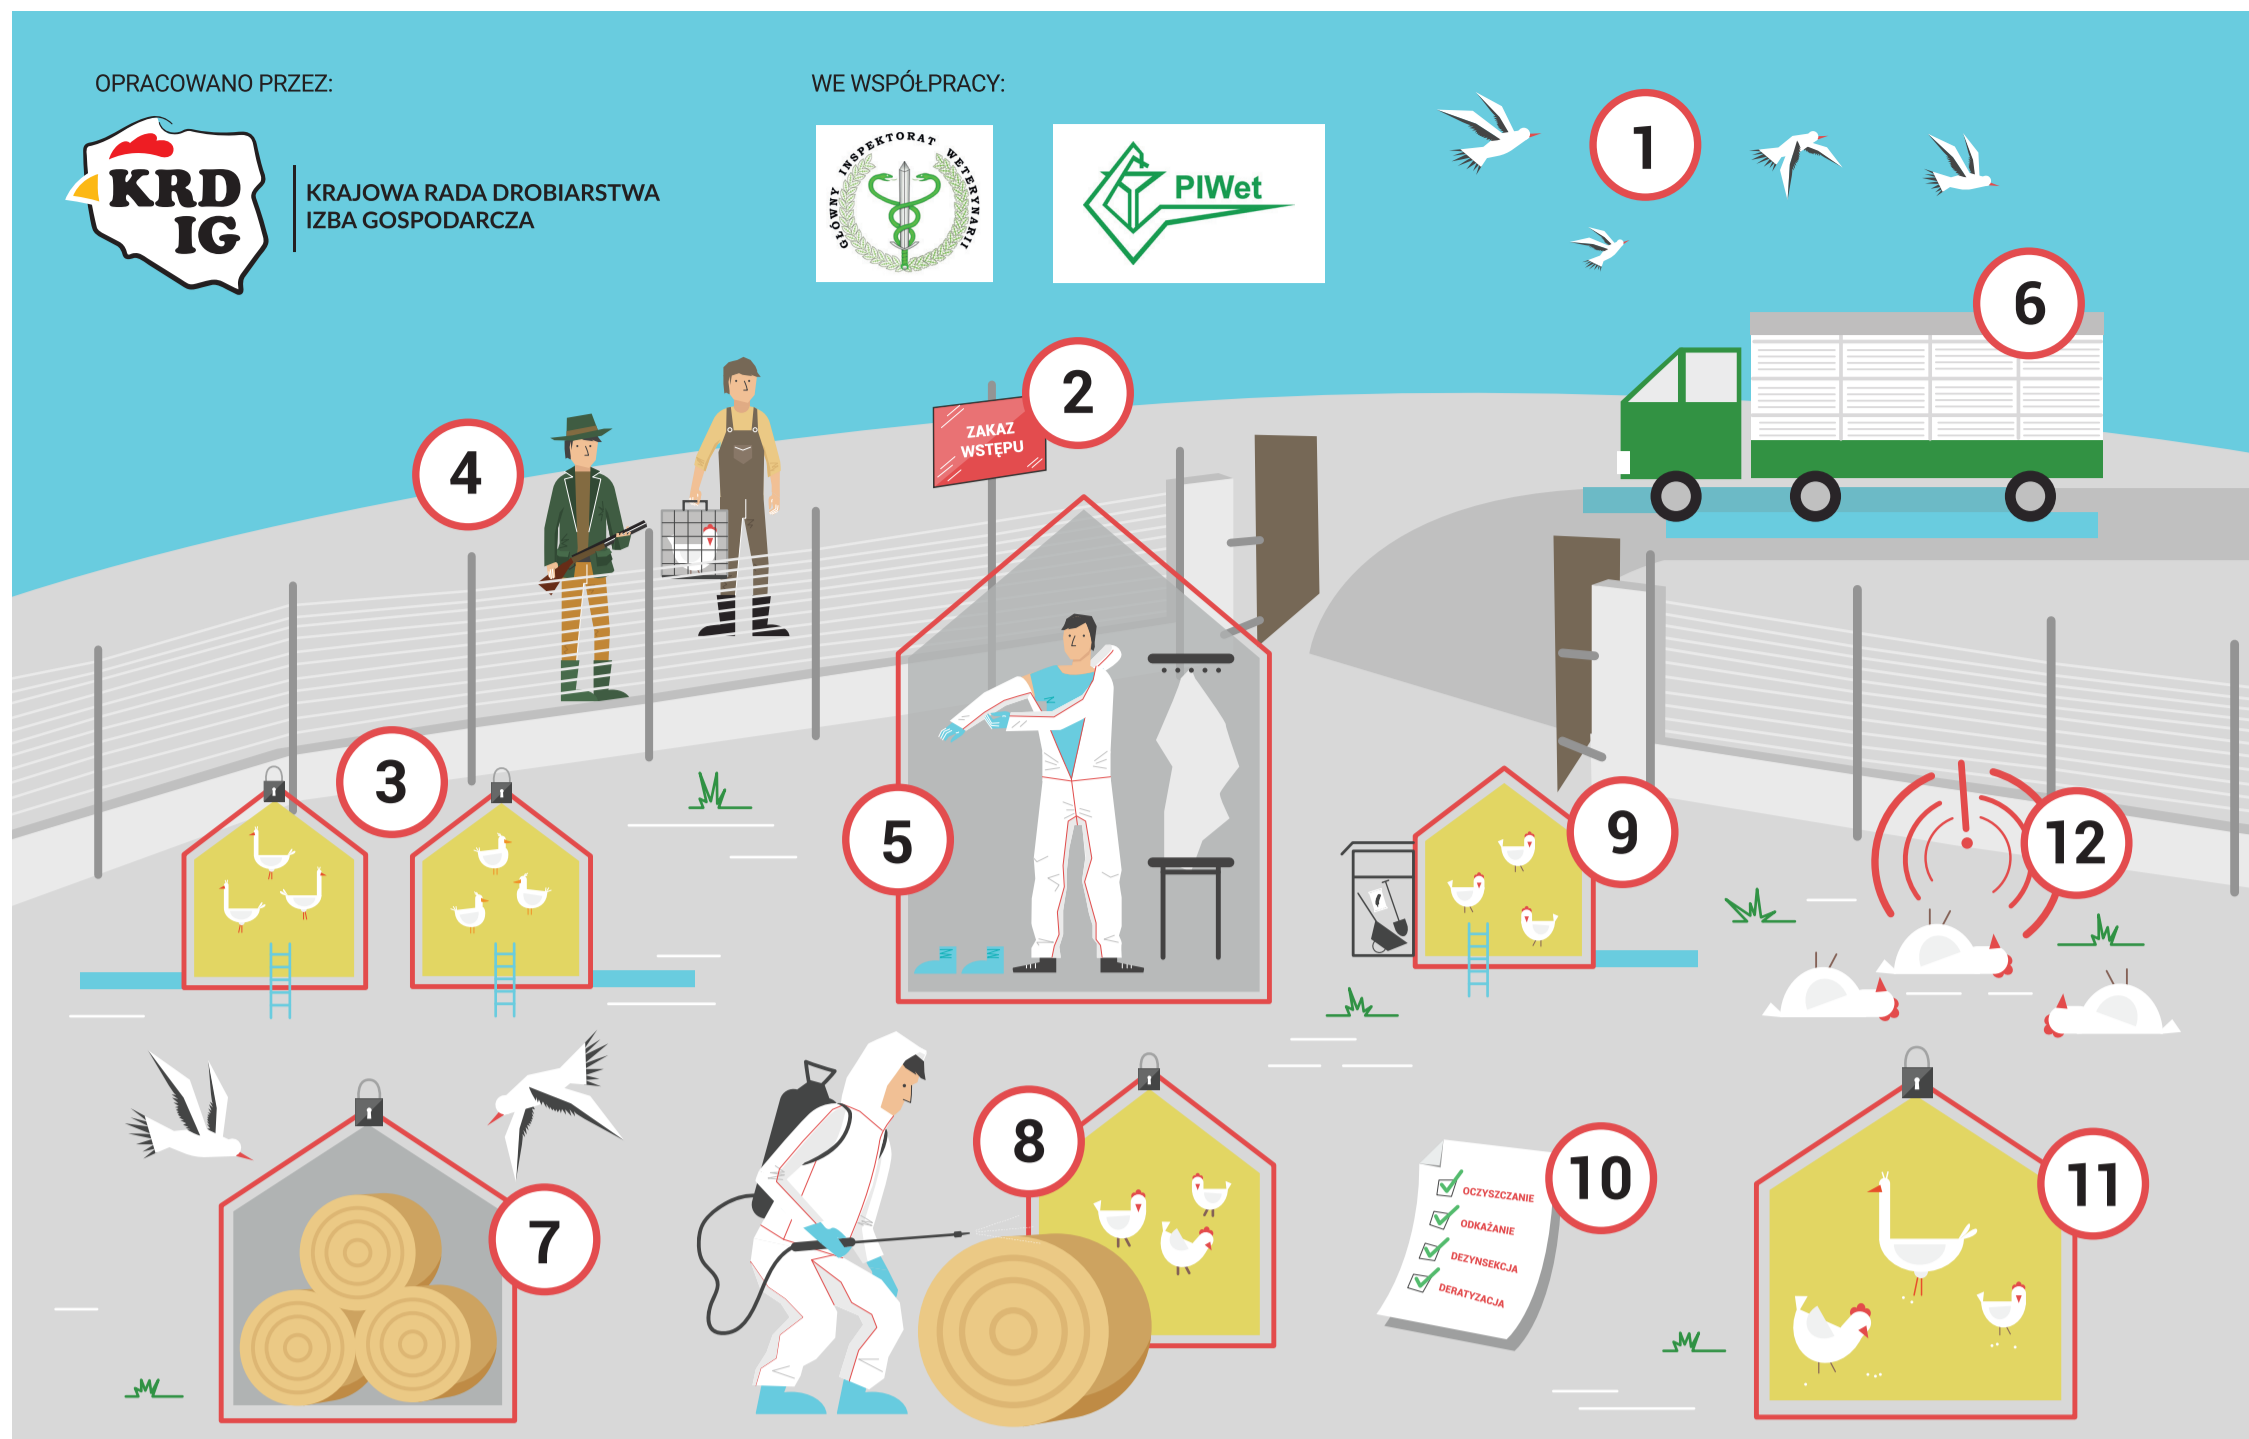 OPRACOWANO PRZEZ:
KRD
IG
KRAJOWA RADA DROBIARSTWA
IZBA GOSPODARCZA
WE WSPÓŁPRACY:
GŁÓWNY INSPEKTORAT WETERYNARII
PIWet
1
6
2
ZAKAZ
WSTĘPU
4
3
5
9
12
7
8
10
OCZYSZCZANIE
ODKAŻANIE
DEZYNSEKCJA
DERATYZACJA
11